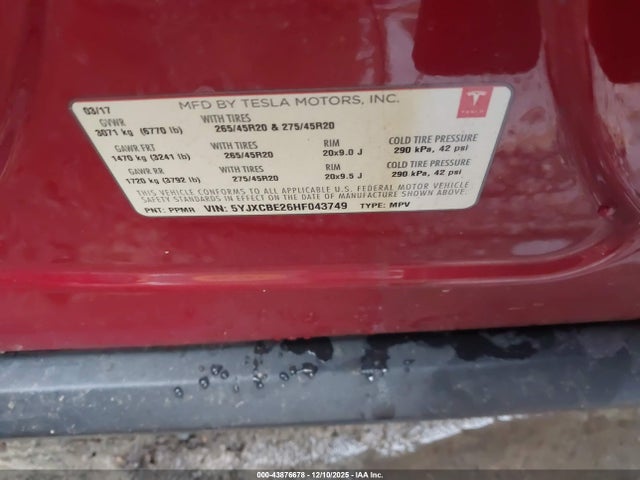 MFD BY TESLA MOTORS, INC.
03/17
GVWR WITH TIRES
3071 kg (6770 lb) 265/45R20 & 275/45R20
GAWR FRT WITH TIRES RIM COLD TIRE PRESSURE
1470 kg (3241 lb) 265/45R20 20x9.0 J 290 kPa, 42 psi
GAWR RR WITH TIRES RIM COLD TIRE PRESSURE
1720 kg (3792 lb) 275/45R20 20x9.5 J 290 kPa, 42 psi
THIS VEHICLE CONFORMS TO ALL APPLICABLE U.S. FEDERAL MOTOR VEHICLE
SAFETY STANDARDS IN EFFECT ON THE DATE OF MANUFACTURE SHOWN ABOVE.
PNT: PPMR VIN: 5YJXCBE26HF043749 TYPE: MPV
TESLA
000-43876678 - 12/10/2025 - IAAC